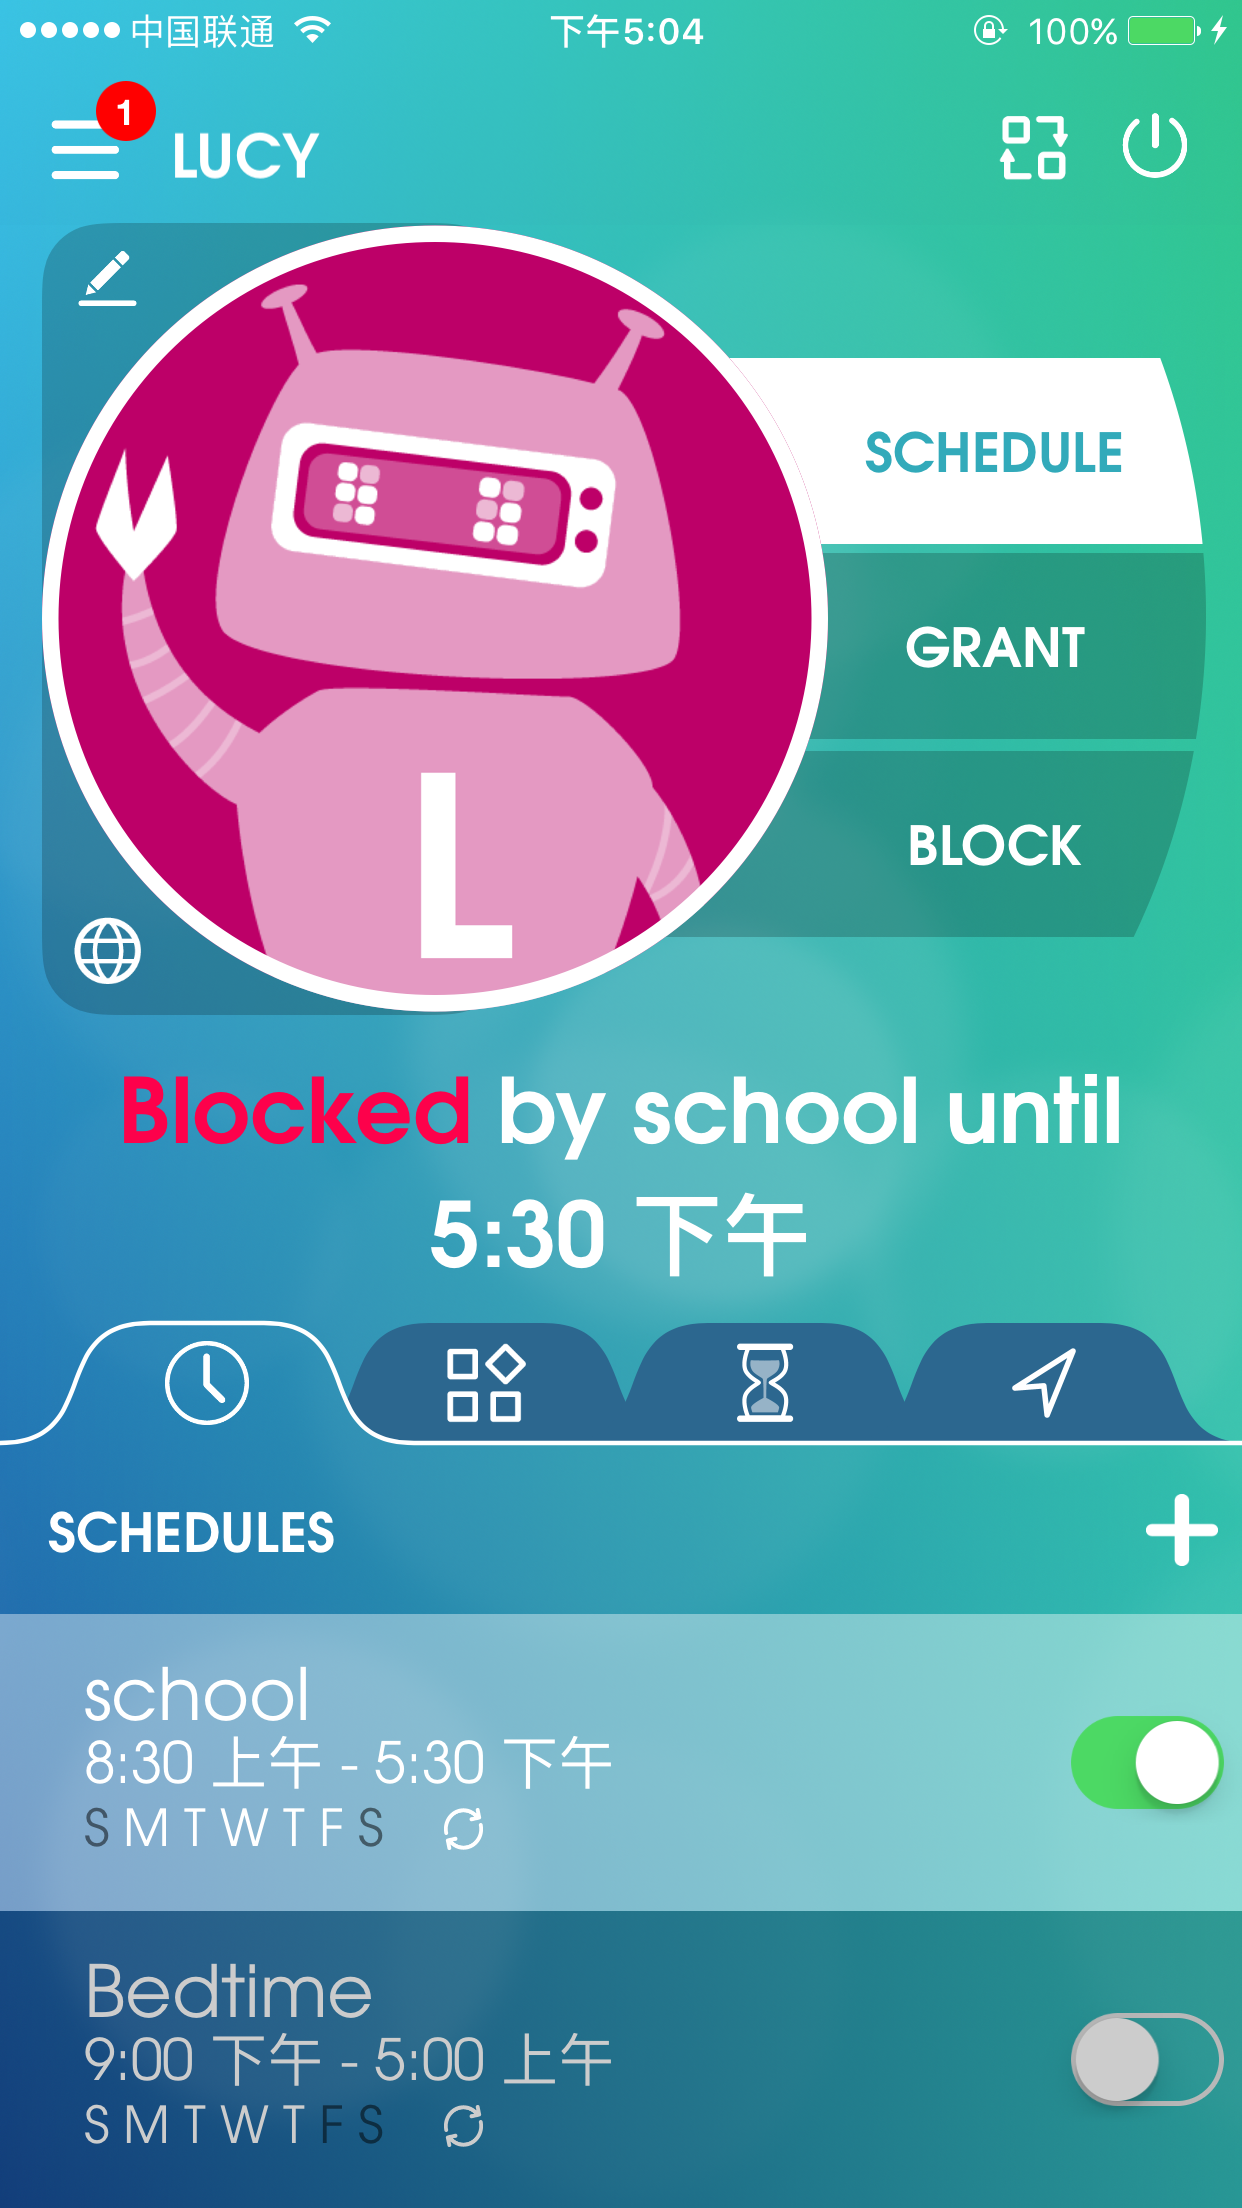 中国联通 下午5:04 100%
1
LUCY
SCHEDULE
GRANT
BLOCK
L
Blocked by school until
5:30 下午
SCHEDULES
school
8:30 上午 - 5:30 下午
S M T W T F S
Bedtime
9:00 下午 - 5:00 上午
S M T W T F S